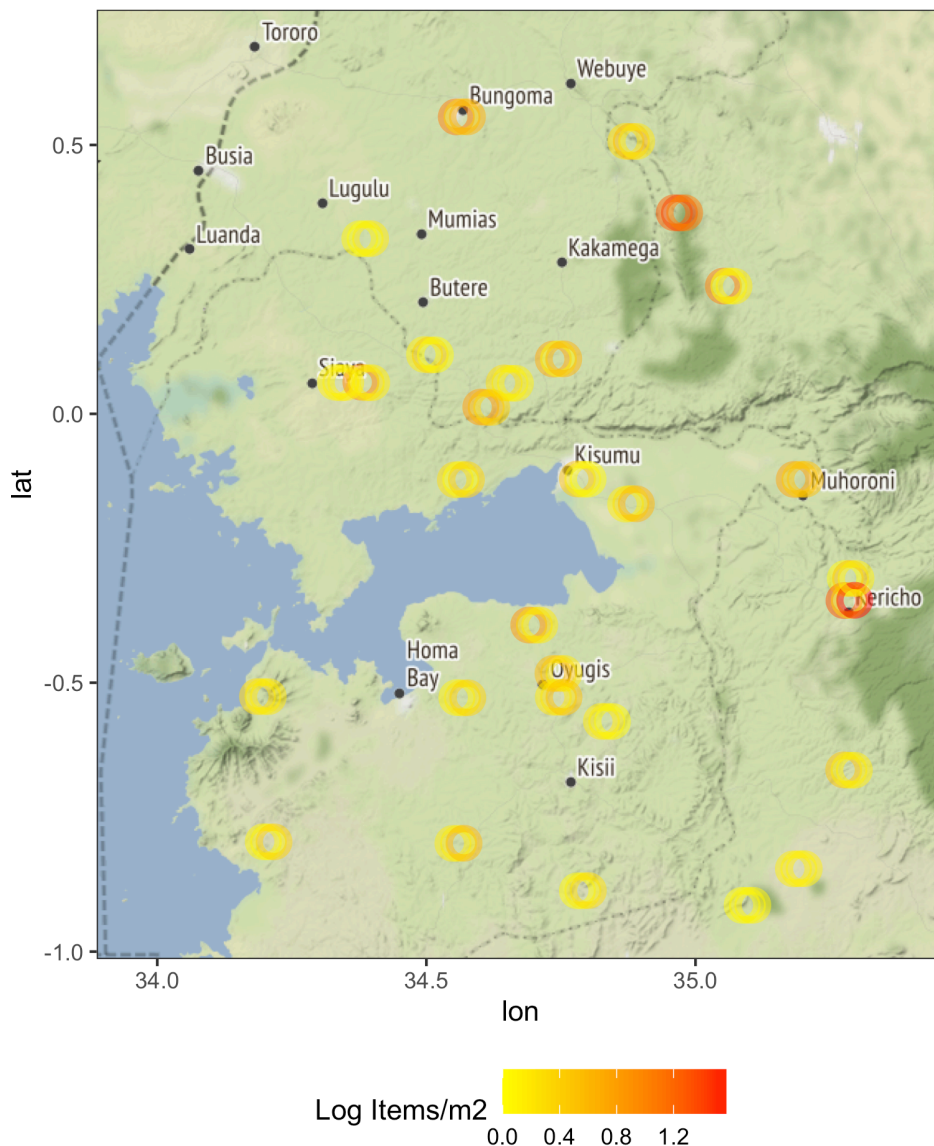 Tororo
Webuye
Bungoma
0.5
Busia
Lugulu
Mumias
Luanda
Kakamega
Butere
Siaya
0.0
Kisumu
Muhoroni
lat
Kericho
Homa
Bay
Oyugis
-0.5
Kisii
-1.0
34.0
34.5
35.0
lon
Log Items/m2
0.0
0.4
0.8
1.2